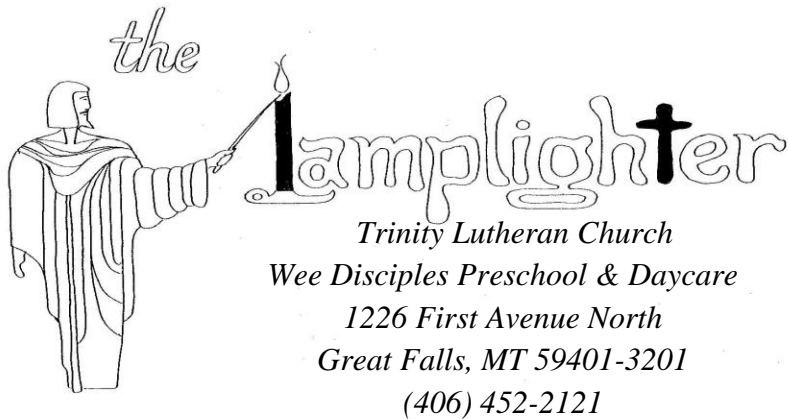 the
Lamplighter
Trinity Lutheran Church
Wee Disciples Preschool & Daycare
1226 First Avenue North
Great Falls, MT 59401-3201
(406) 452-2121